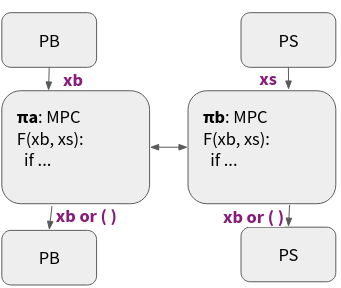 PB
PS
xb
xs
πa: MPC
F(xb, xs):
if ...
πb: MPC
F(xb, xs):
if ...
xb or ( )
xb or ( )
PB
PS